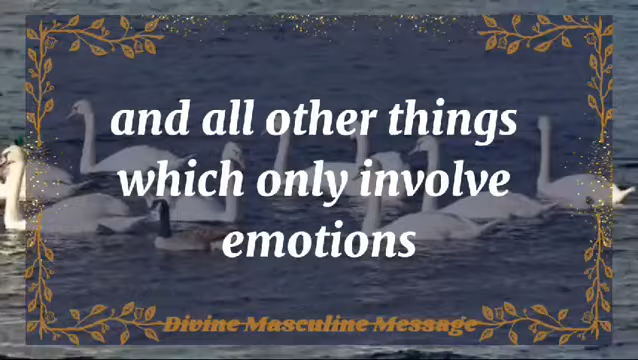 and all other things
which only involve
emotions
Divine Masculine Message